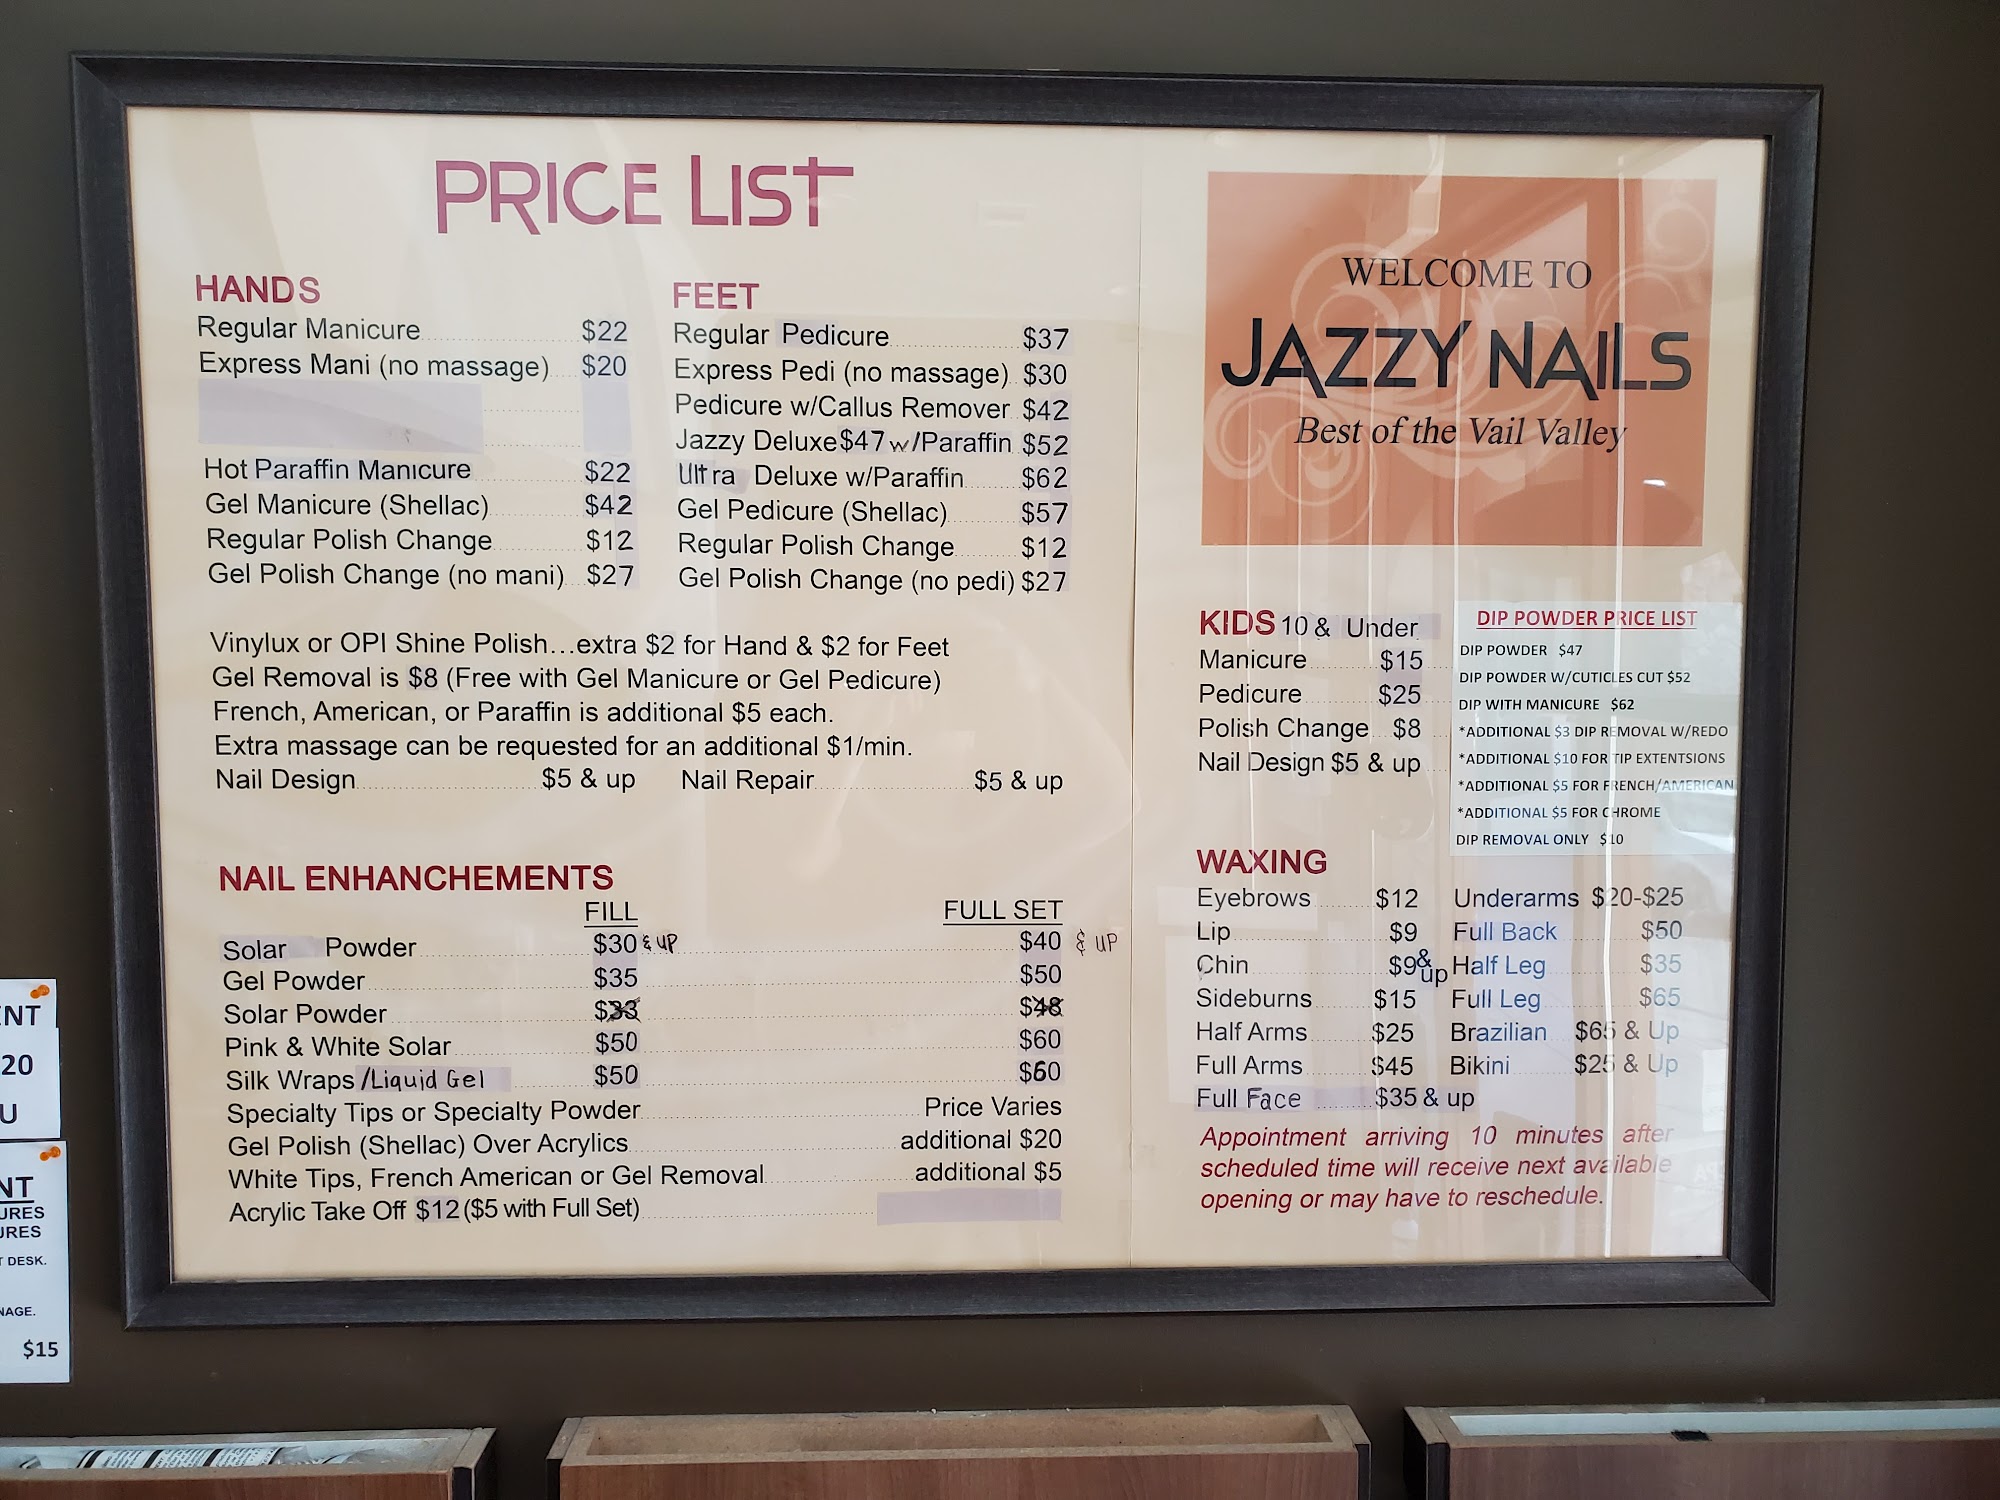 PRICE LIST
HANDS
Regular Manicure $22
Express Mani (no massage) $20
Hot Paraffin Manicure $22
Gel Manicure (Shellac) $42
Regular Polish Change $12
Gel Polish Change (no mani) $27
FEET
Regular Pedicure $37
Express Pedi (no massage) $30
Pedicure w/Callus Remover $42
Jazzy Deluxe $47 w/Paraffin $52
Ultra Deluxe w/Paraffin $62
Gel Pedicure (Shellac) $57
Regular Polish Change $12
Gel Polish Change (no pedi) $27
Vinylux or OPI Shine Polish...extra $2 for Hand & $2 for Feet
Gel Removal is $8 (Free with Gel Manicure or Gel Pedicure)
French, American, or Paraffin is additional $5 each.
Extra massage can be requested for an additional $1/min.
Nail Design $5 & up Nail Repair $5 & up
NAIL ENHANCHEMENTS
FILL FULL SET
Solar Powder $30 & UP $40 & UP
Gel Powder $35 $50
Solar Powder $33 $48
Pink & White Solar $50 $60
Silk Wraps /Liquid Gel $50 $60
Specialty Tips or Specialty Powder Price Varies
Gel Polish (Shellac) Over Acrylics additional $20
White Tips, French American or Gel Removal additional $5
Acrylic Take Off $12 ($5 with Full Set)
WELCOME TO
JAZZY NAILS
Best of the Vail Valley
KIDS 10 & Under
Manicure $15
Pedicure $25
Polish Change $8
Nail Design $5 & up
DIP POWDER PRICE LIST
DIP POWDER $47
DIP POWDER W/CUTICLES CUT $52
DIP WITH MANICURE $62
*ADDITIONAL $3 DIP REMOVAL W/REDO
*ADDITIONAL $10 FOR TIP EXTENTSIONS
*ADDITIONAL $5 FOR FRENCH/AMERICAN
*ADDITIONAL $5 FOR CHROME
DIP REMOVAL ONLY $10
WAXING
Eyebrows $12 Underarms $20-$25
Lip $9 Full Back $50
Chin $9 & up Half Leg $35
Sideburns $15 Full Leg $65
Half Arms $25 Brazilian $65 & Up
Full Arms $45 Bikini $25 & Up
Full Face $35 & up
Appointment arriving 10 minutes after
scheduled time will receive next available
opening or may have to reschedule.
ENT
20
U
NT
URES
URES
T DESK.
NAGE.
$15